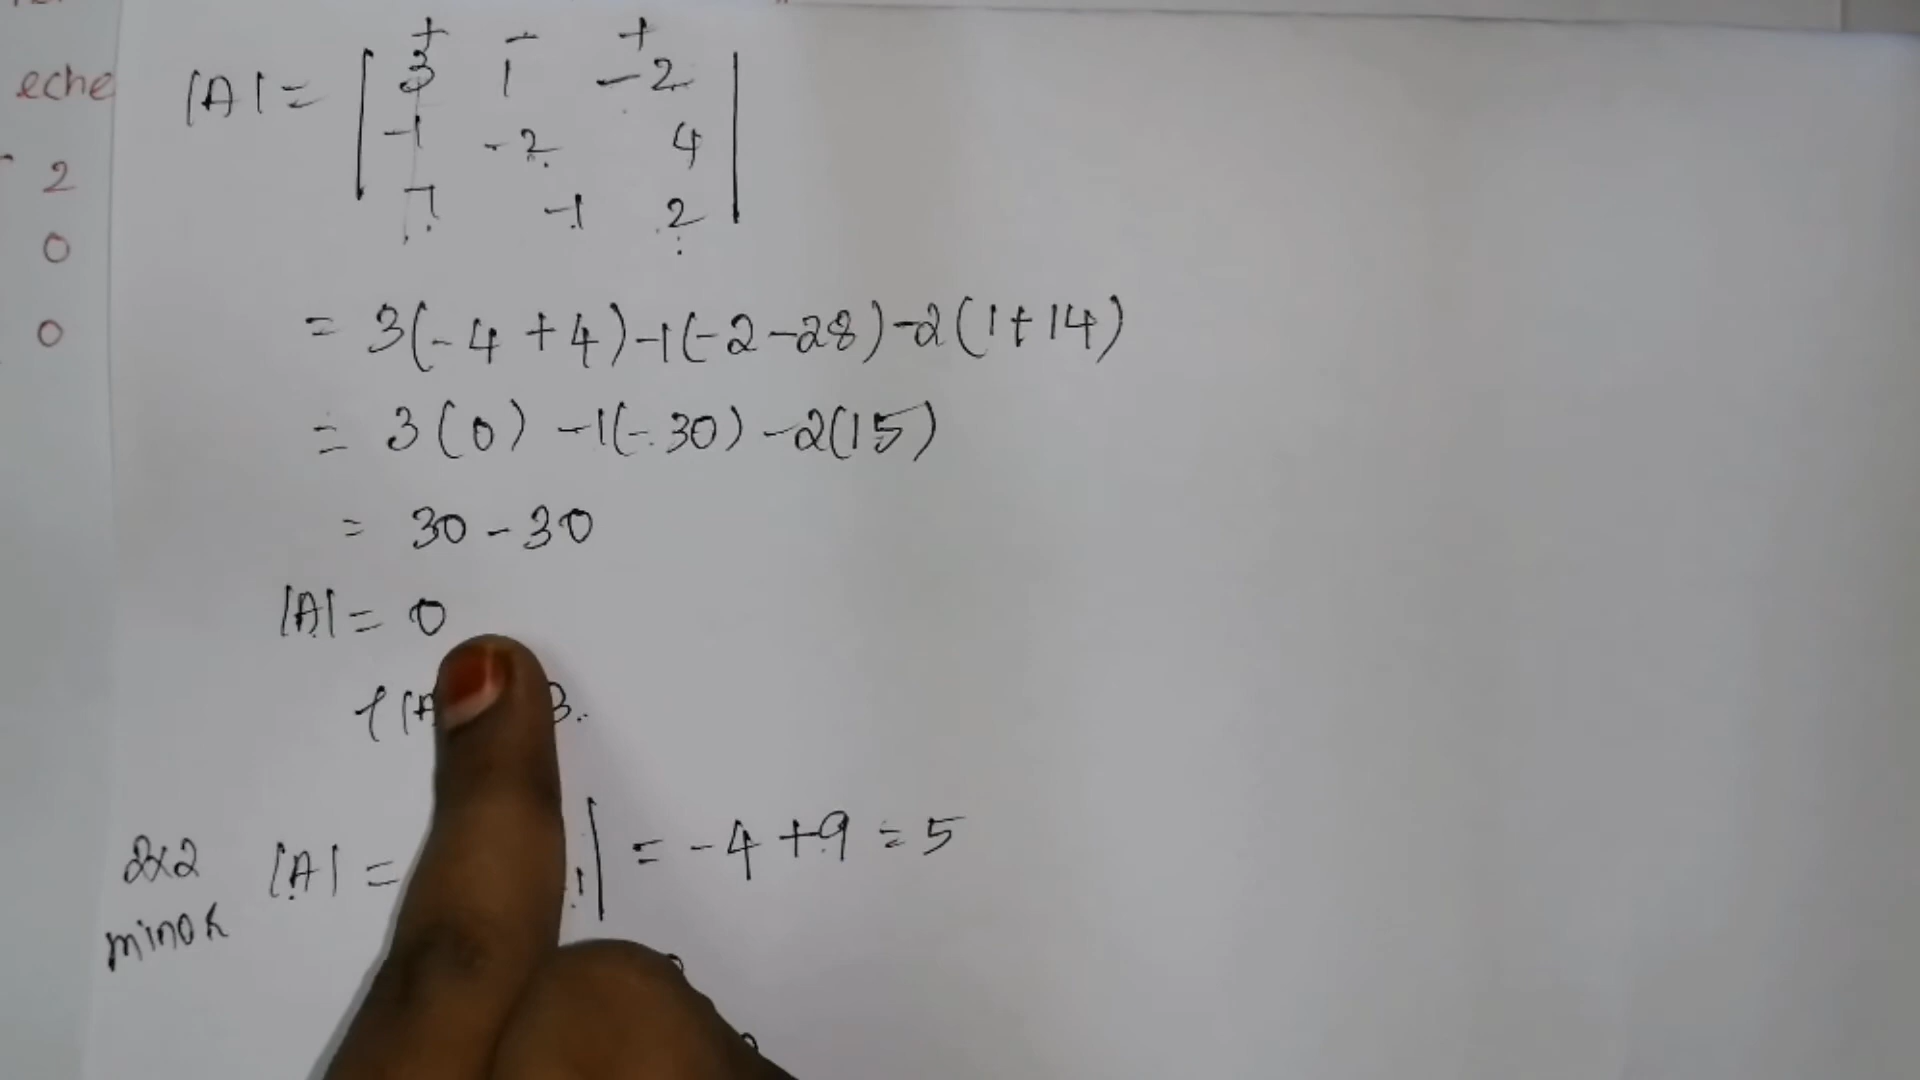 eche
2
0
0
+ - +
|A| = | 3 1 -2 |
-1 -2 4
7 -1 2
= 3(-4+4)-1(-2-28)-2(1+14)
= 3(0) -1(-30) -2(15)
= 30-30
|A| = 0
3.
2x2 minor
|A| = | = -4+9 = 5